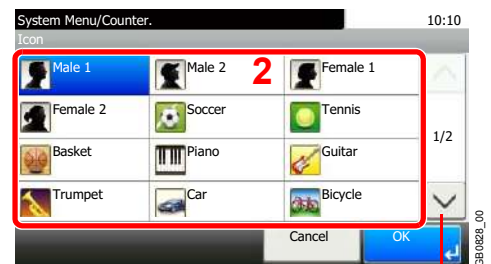 System Menu/Counter. 10:10
Icon
Male 1 Male 2 2 Female 1
Female 2 Soccer Tennis
1/2
Basket Piano Guitar
Trumpet Car Bicycle
Cancel OK
GB0828_00